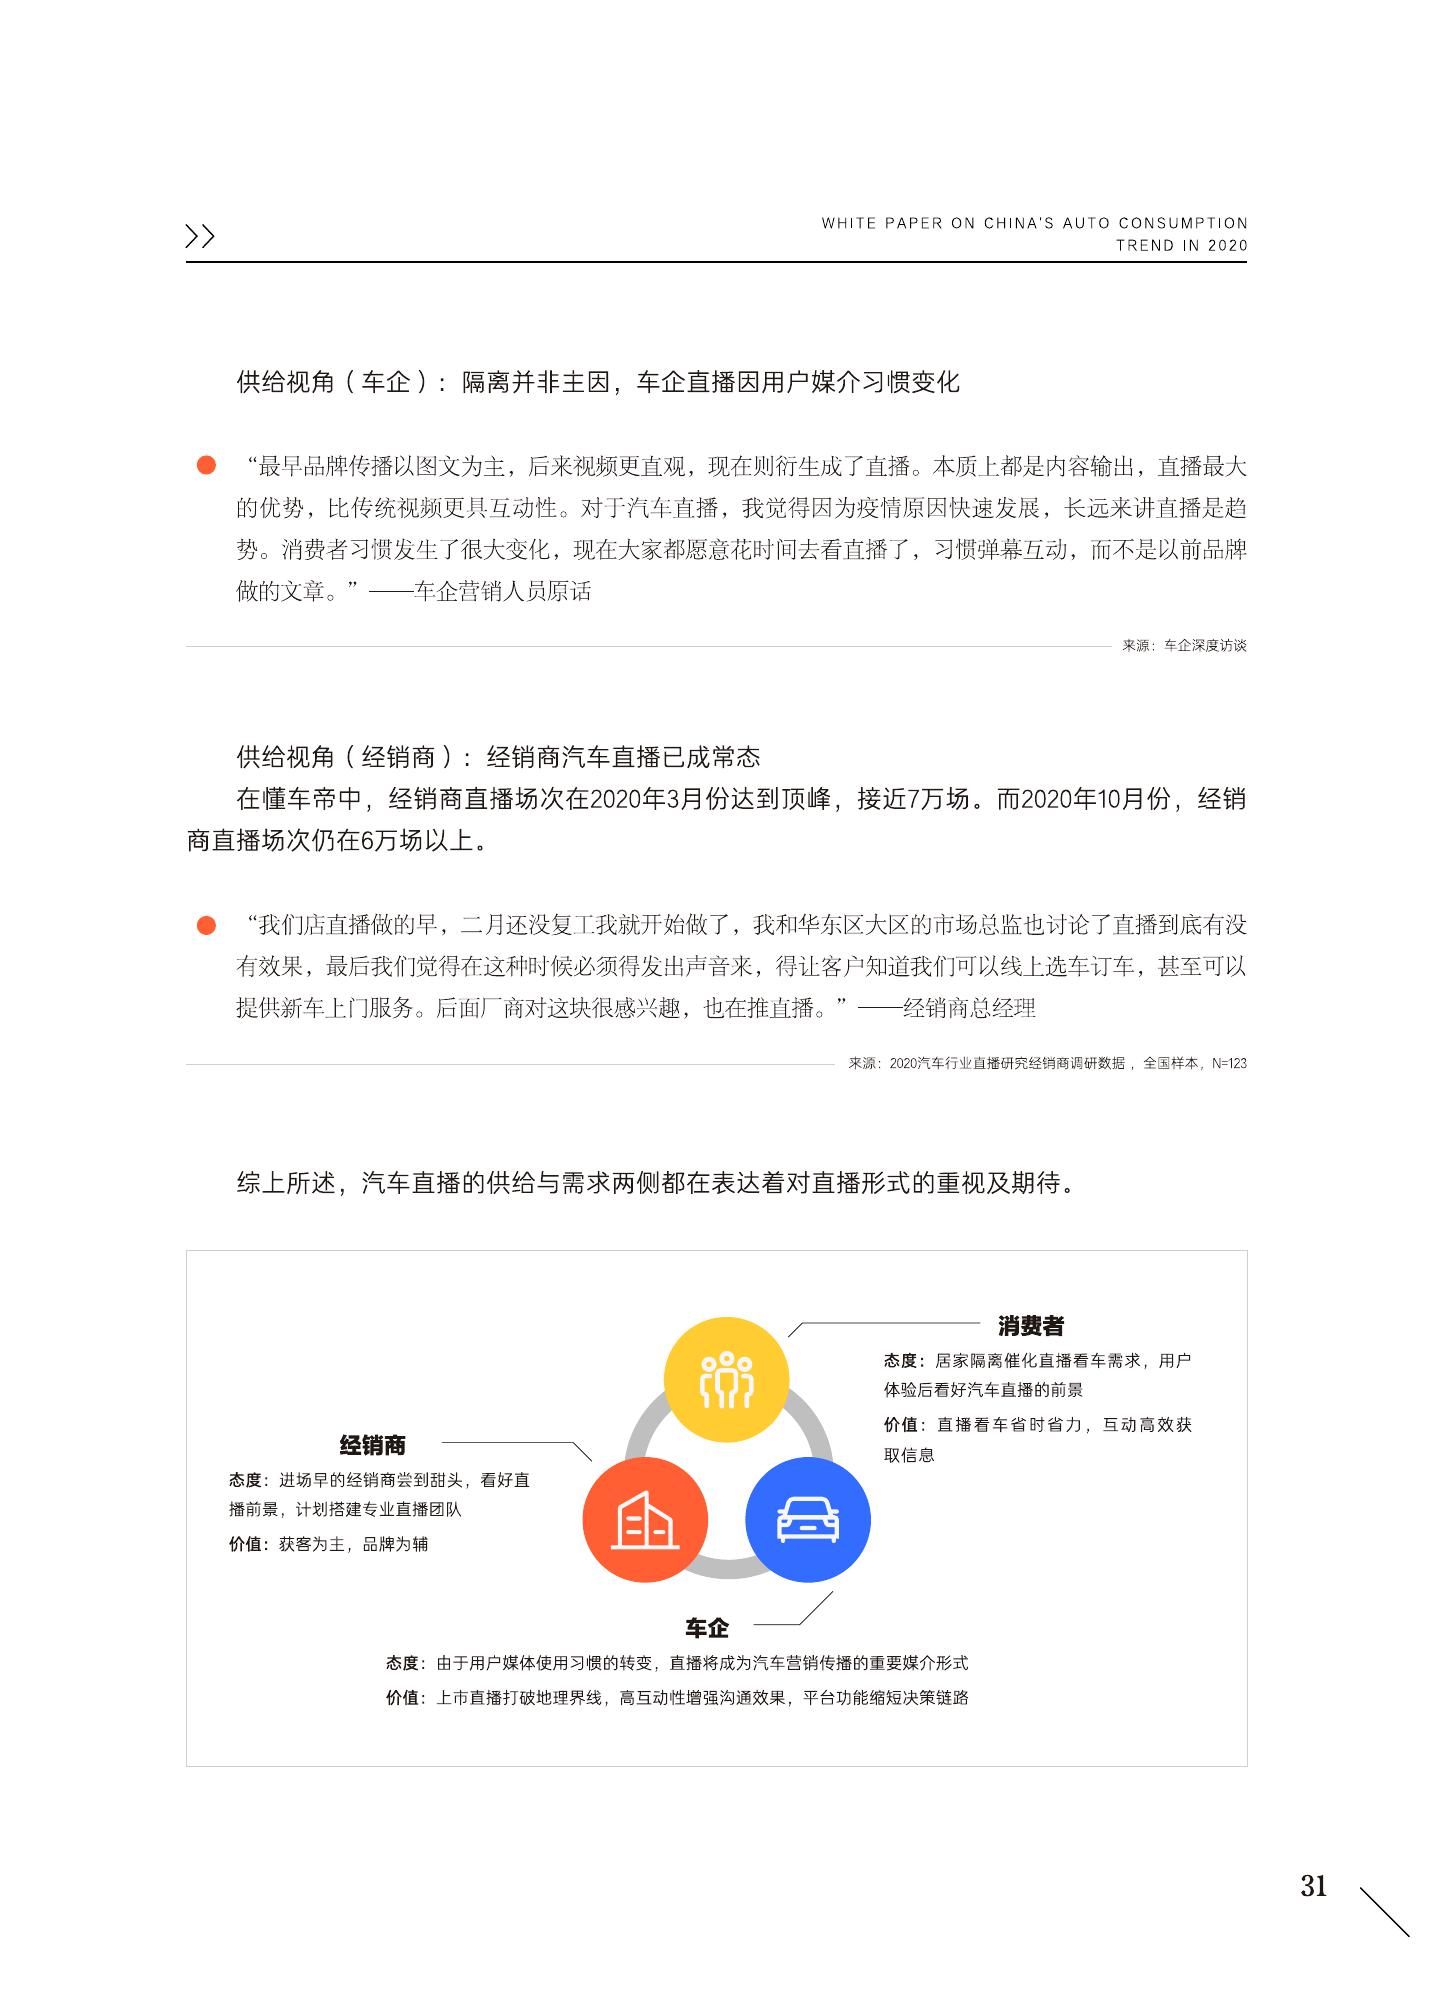 WHITE PAPER ON CHINA'S AUTO CONSUMPTION
TREND IN 2020
供给视角（车企）：隔离并非主因，车企直播因用户媒介习惯变化
“最早品牌传播以图文为主，后来视频更直观，现在则衍生成了直播。本质上都是内容输出，直播最大
的优势，比传统视频更具互动性。对于汽车直播，我觉得因为疫情原因快速发展，长远来讲直播是趋
势。消费者习惯发生了很大变化，现在大家都愿意花时间去看直播了，习惯弹幕互动，而不是以前品牌
做的文章。”——车企营销人员原话
来源：车企深度访谈
供给视角（经销商）：经销商汽车直播已成常态
在懂车帝中，经销商直播场次在2020年3月份达到顶峰，接近7万场。而2020年10月份，经销
商直播场次仍在6万场以上。
“我们店直播做的早，二月还没复工我就开始做了，我和华东区大区的市场总监也讨论了直播到底有没
有效果，最后我们觉得在这种时候必须得发出声音来，得让客户知道我们可以线上选车订车，甚至可以
提供新车上门服务。后面厂商对这块很感兴趣，也在推直播。”——经销商总经理
来源：2020汽车行业直播研究经销商调研数据，全国样本，N=123
综上所述，汽车直播的供给与需求两侧都在表达着对直播形式的重视及期待。
消费者
态度：居家隔离催化直播看车需求，用户
体验后看好汽车直播的前景
价值：直播看车省时省力，互动高效获
取信息
经销商
态度：进场早的经销商尝到甜头，看好直
播前景，计划搭建专业直播团队
价值：获客为主，品牌为辅
车企
态度：由于用户媒体使用习惯的转变，直播将成为汽车营销传播的重要媒介形式
价值：上市直播打破地理界线，高互动性增强沟通效果，平台功能缩短决策链路
31